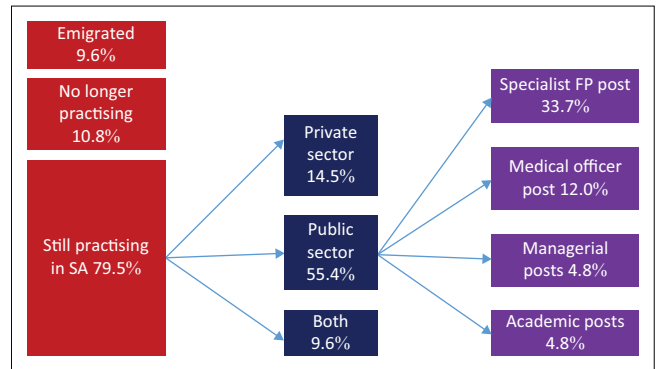 Emigrated
9.6%
No longer
practising
10.8%
Still practising
in SA 79.5%
Private
sector
14.5%
Public
sector
55.4%
Both
9.6%
Specialist FP post
33.7%
Medical officer
post 12.0%
Managerial
posts 4.8%
Academic posts
4.8%